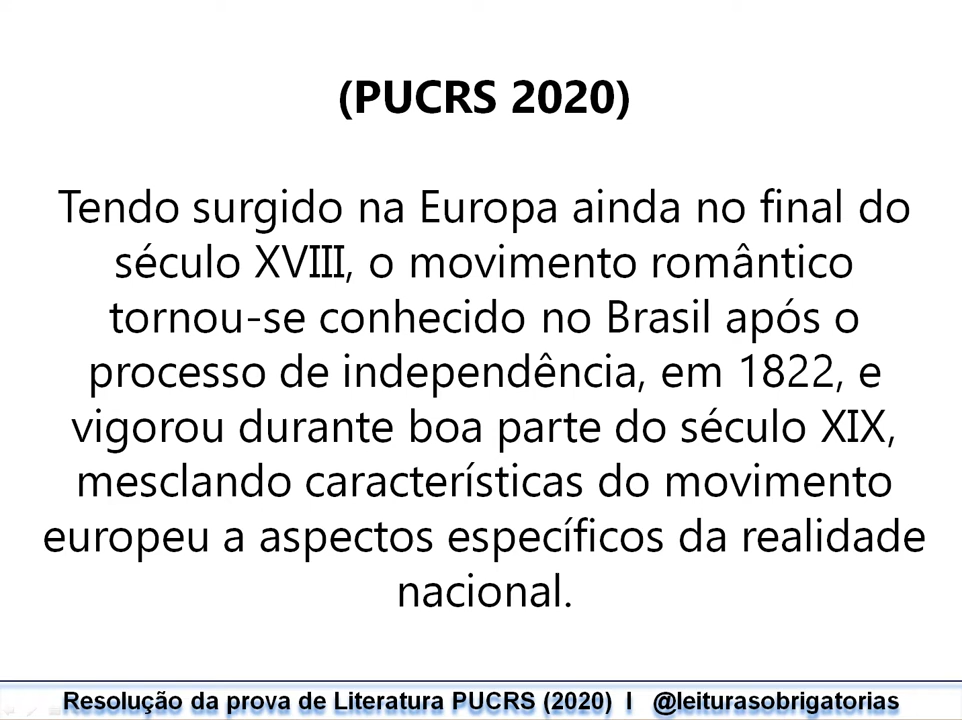 (PUCRS 2020)
Tendo surgido na Europa ainda no final do
século XVIII, o movimento romântico
tornou-se conhecido no Brasil após o
processo de independência, em 1822, e
vigorou durante boa parte do século XIX,
mesclando características do movimento
europeu a aspectos específicos da realidade
nacional.
Resolução da prova de Literatura PUCRS (2020) I @leiturasobrigatorias